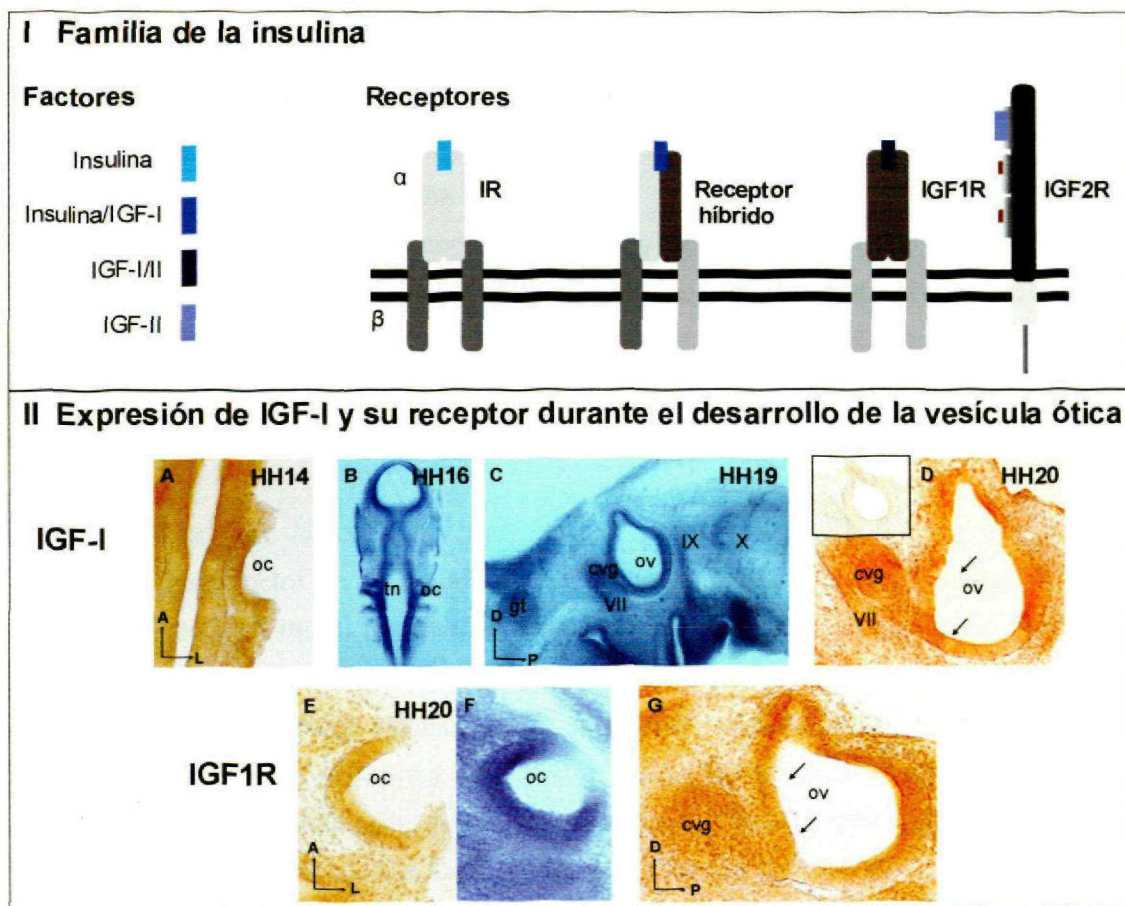 I Familia de la insulina
Factores
Receptores
Insulina
Insulina/IGF-I
IGF-I/II
IGF-II
α
β
IR
Receptor
híbrido
IGF1R
IGF2R
II Expresión de IGF-I y su receptor durante el desarrollo de la vesícula ótica
IGF-I
A
HH14
oc
A
L
B
HH16
tn
oc
C
HH19
IX
X
ov
cvg
VII
gt
D
P
D
HH20
cvg
ov
VII
IGF1R
E
HH20
oc
A
L
F
oc
G
ov
cvg
D
P